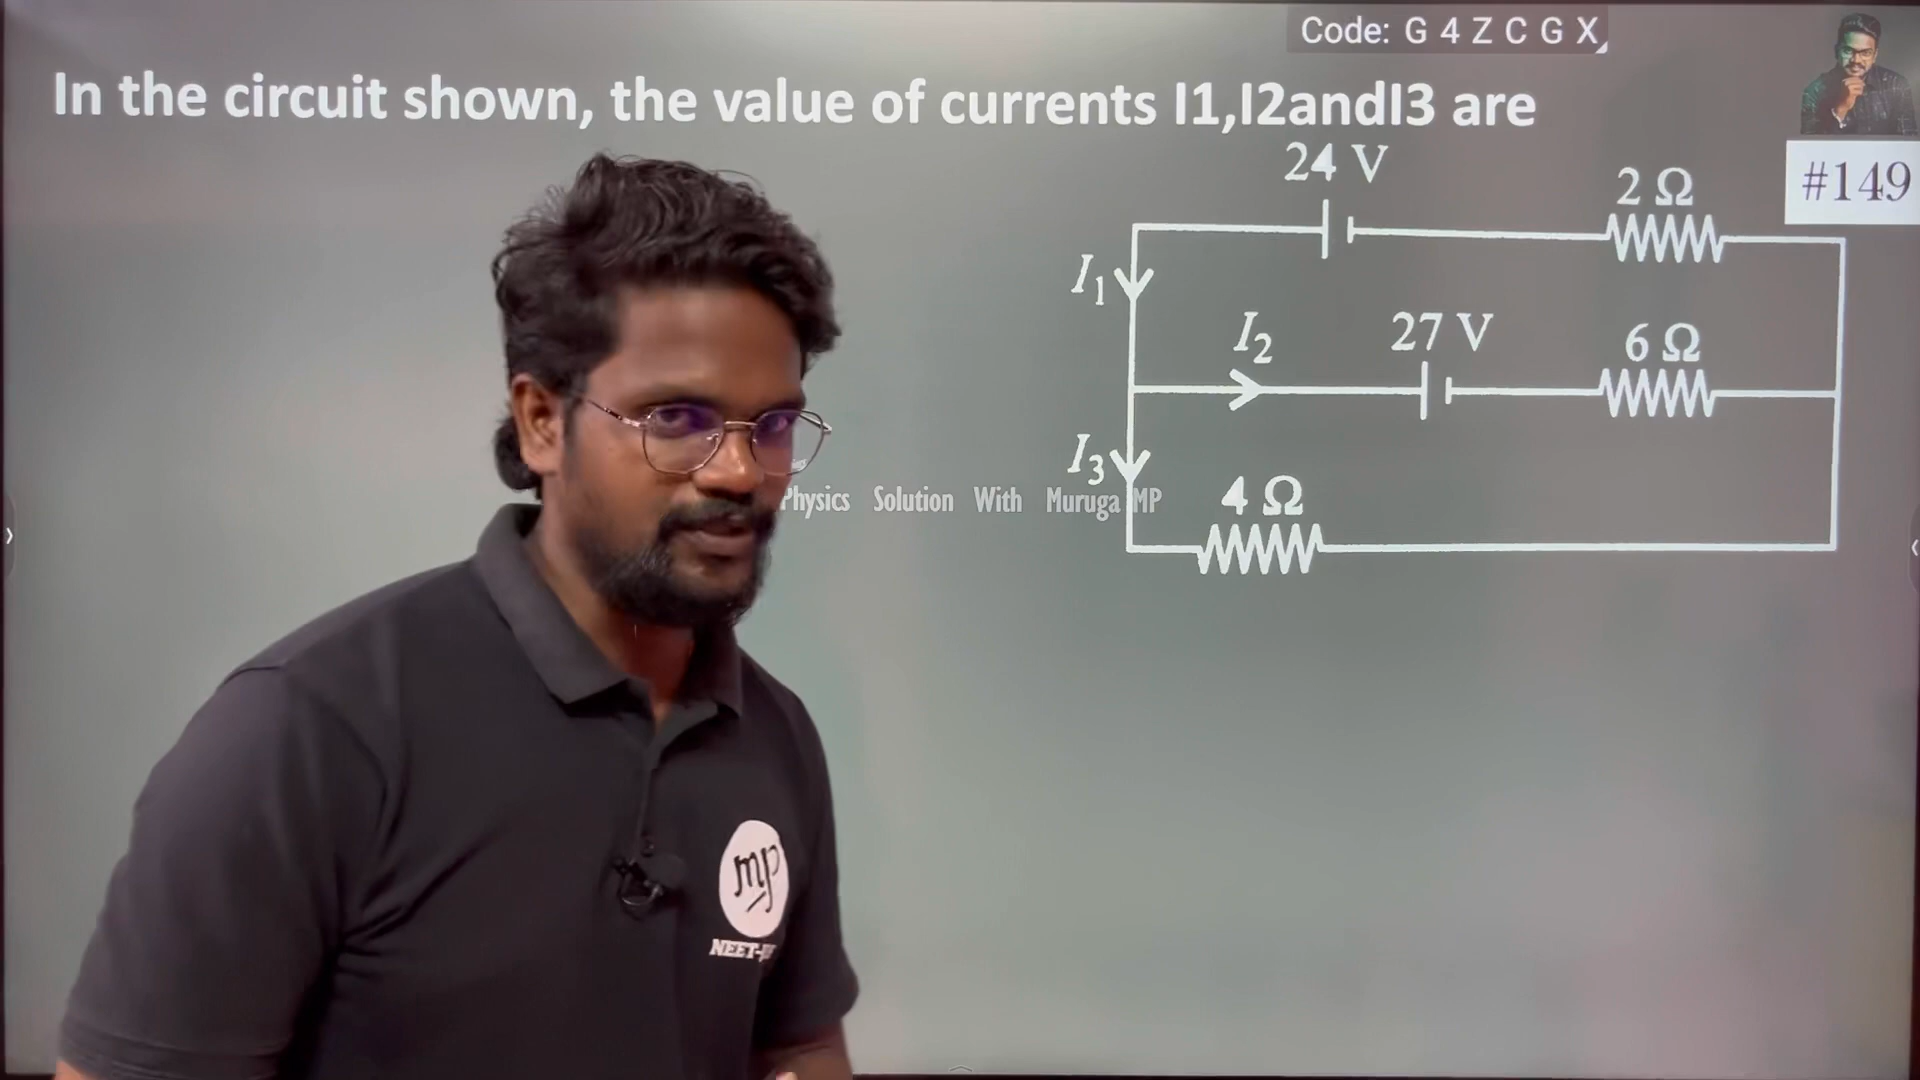 Code: G 4 Z C G X
In the circuit shown, the value of currents I1,I2andI3 are
#149
24 V
2 Ω
I1
I2
27 V
6 Ω
I3
4 Ω
Physics Solution With Muruga MP
mp